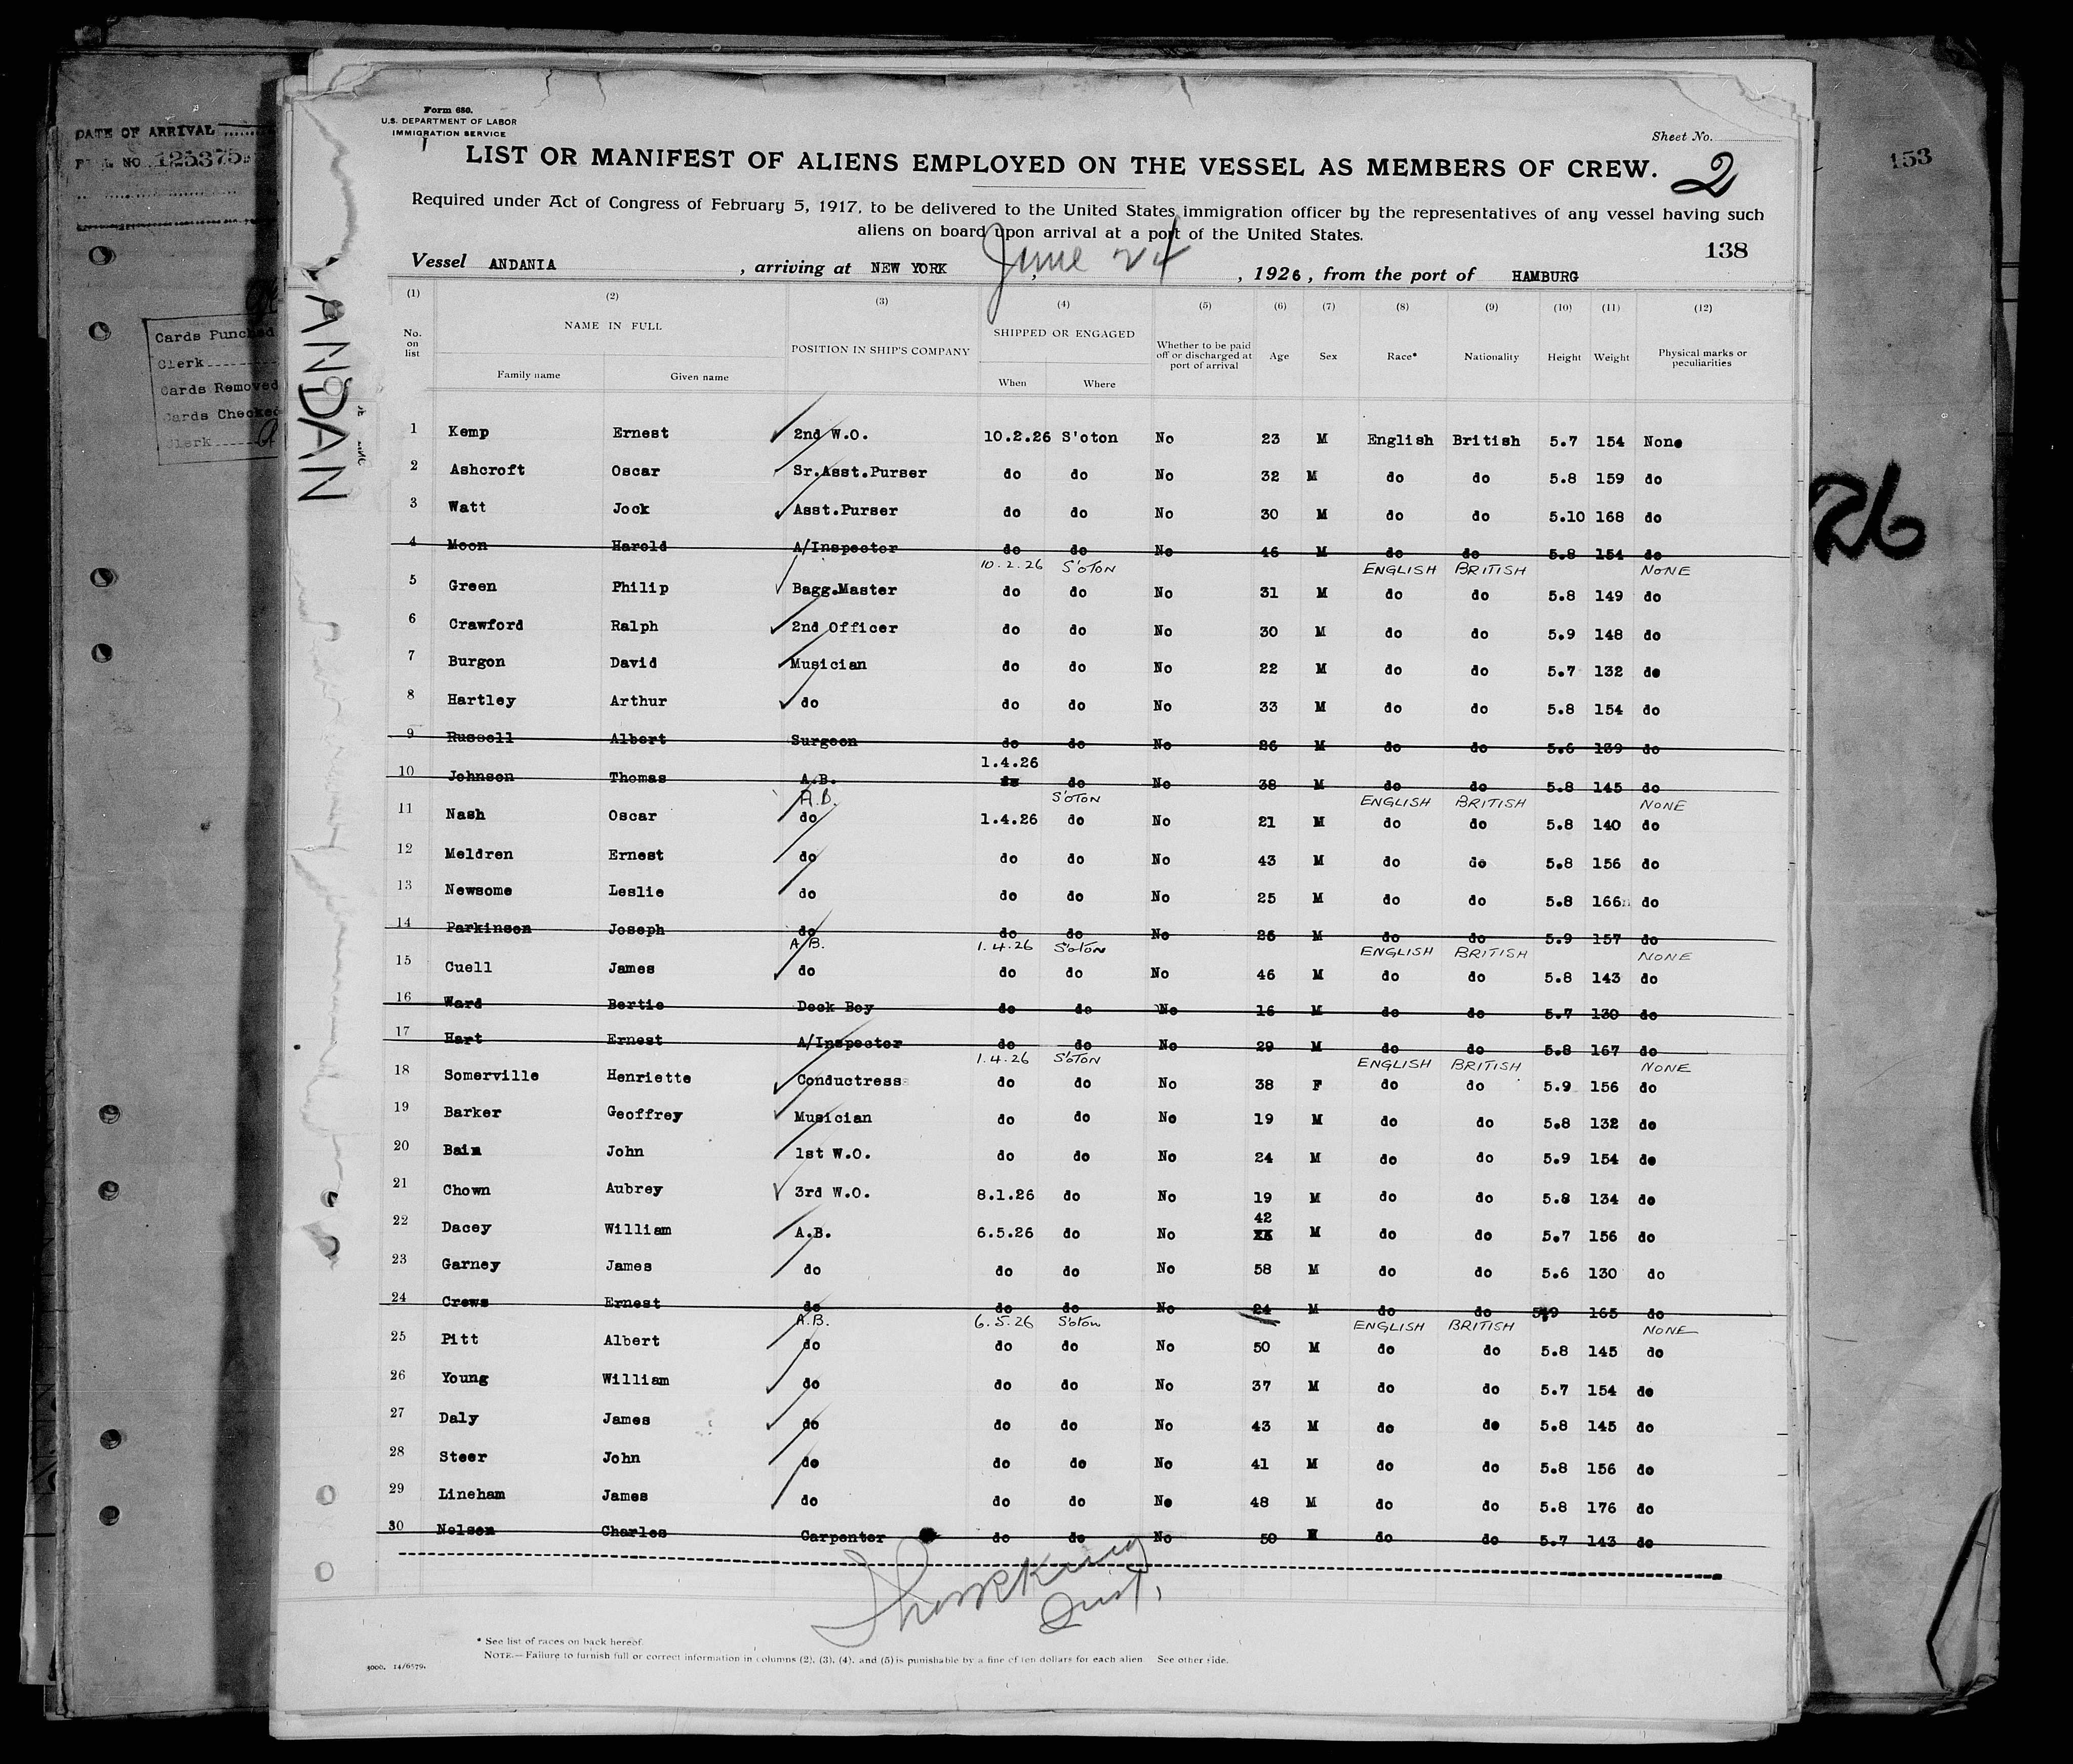 DATE OF ARRIVAL
125375
153
Cards Punched
Clerk
Cards Removed
Cards Checked
Clerk
ANDAN
26
Form 680.
U.S. DEPARTMENT OF LABOR
IMMIGRATION SERVICE
Sheet No. 2
LIST OR MANIFEST OF ALIENS EMPLOYED ON THE VESSEL AS MEMBERS OF CREW.
Required under Act of Congress of February 5, 1917, to be delivered to the United States immigration officer by the representatives of any vessel having such
aliens on board upon arrival at a port of the United States.
138
Vessel ANDANIA, arriving at NEW YORK, June 24, 1926, from the port of HAMBURG
(1) (2) (3) (4) (5) (6) (7) (8) (9) (10) (11) (12)
No. on list NAME IN FULL POSITION IN SHIP'S COMPANY SHIPPED OR ENGAGED Whether to be paid off or discharged at port of arrival Age Sex Race* Nationality Height Weight Physical marks or peculiarities
Family name Given name When Where
1 Kemp Ernest 2nd W.O. 10.2.26 S'oton No 23 M English British 5.7 154 None
2 Ashcroft Oscar Sr.Asst.Purser do do No 32 M do do 5.8 159 do
3 Watt Jock Asst.Purser do do No 30 M do do 5.10 168 do
4 Moon Harold A/Inspector do do No 46 M do do 5.8 154 do
10.2.26 S'OTON ENGLISH BRITISH NONE
5 Green Philip Bagg.Master do do No 31 M do do 5.8 149 do
6 Crawford Ralph 2nd Officer do do No 30 M do do 5.9 148 do
7 Burgon David Musician do do No 22 M do do 5.7 132 do
8 Hartley Arthur do do do No 33 M do do 5.8 154 do
9 Russell Albert Surgeon do do No 26 M do do 5.6 139 do
1.4.26
10 Johnson Thomas A.B. do do No 38 M do do 5.8 145 do
A.B. S'OTON ENGLISH BRITISH NONE
11 Nash Oscar do 1.4.26 do No 21 M do do 5.8 140 do
12 Meldren Ernest do do do No 43 M do do 5.8 156 do
13 Newsome Leslie do do do No 25 M do do 5.8 166 do
14 Parkinson Joseph do do do No 26 M do do 5.9 157 do
A.B. 1.4.26 S'OTON ENGLISH BRITISH NONE
15 Cuell James do do do No 46 M do do 5.8 143 do
16 Ward Bertie Deck Boy do do No 16 M do do 5.7 130 do
17 Hart Ernest A/Inspector do do No 29 M do do 5.8 167 do
1.4.26 S'OTON ENGLISH BRITISH NONE
18 Somerville Henriette Conductress do do No 38 F do do 5.9 156 do
19 Barker Geoffrey Musician do do No 19 M do do 5.8 132 do
20 Bain John 1st W.O. do do No 24 M do do 5.9 154 do
21 Chown Aubrey 3rd W.O. 8.1.26 do No 19 M do do 5.8 134 do
42
22 Dacey William A.B. 6.5.26 do No XX M do do 5.7 156 do
23 Garney James do do do No 58 M do do 5.6 130 do
24 Crews Ernest do do do No 24 M do do 5.9 165 do
A.B. 6.5.26 S'oton ENGLISH BRITISH NONE
25 Pitt Albert do do do No 50 M do do 5.8 145 do
26 Young William do do do No 37 M do do 5.7 154 do
27 Daly James do do do No 43 M do do 5.8 145 do
28 Steer John do do do No 41 M do do 5.8 156 do
29 Lineham James do do do No 48 M do do 5.8 176 do
30 Nelson Charles Carpenter do do No 50 M do do 5.7 143 do
* See list of races on back hereof.
NOTE.—Failure to furnish full or correct information in columns (2), (3), (4), and (5) is punishable by a fine of ten dollars for each alien. See other side.
5000. 14/6579.